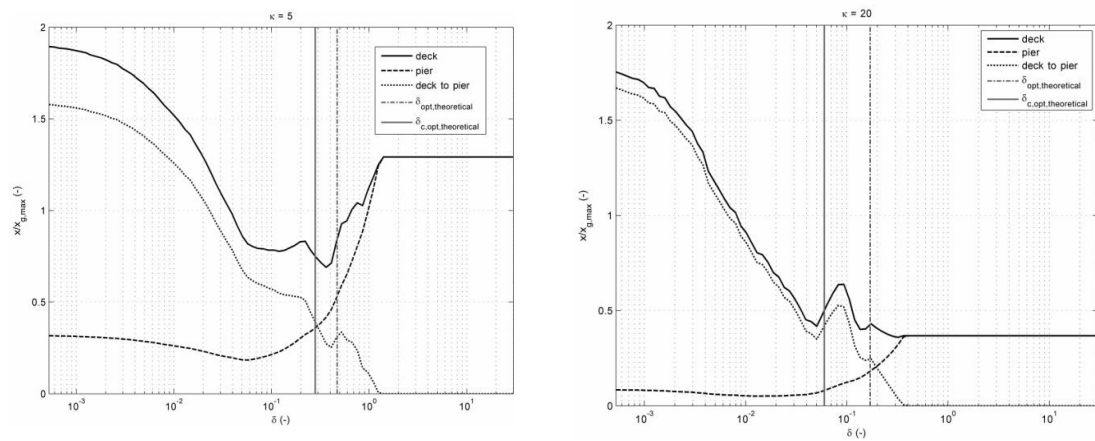 κ = 5
2
1.5
1
0.5
0
x/x_g,max (-)
10^-3
10^-2
10^-1
10^0
10^1
δ (-)
deck
pier
deck to pier
δ_opt,theoretical
δ_c,opt,theoretical
κ = 20
2
1.5
1
0.5
0
x/x_g,max (-)
10^-3
10^-2
10^-1
10^0
10^1
δ (-)
deck
pier
deck to pier
δ_opt,theoretical
δ_c,opt,theoretical